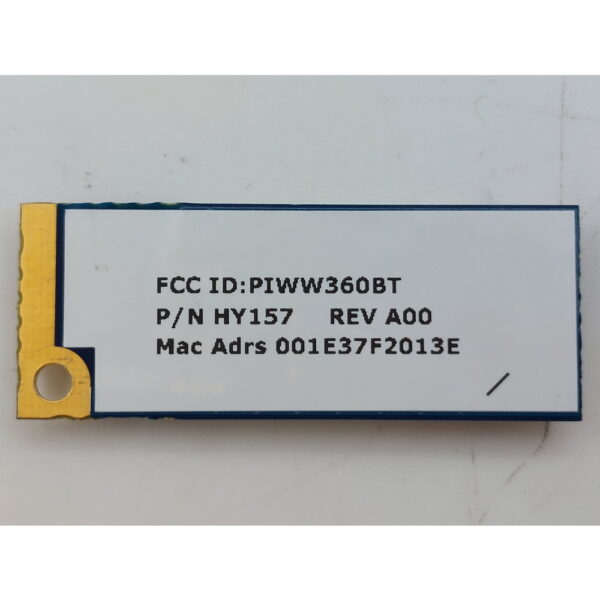 FCC ID:PIWW360BT
P/N HY157 REV A00
Mac Adrs 001E37F2013E